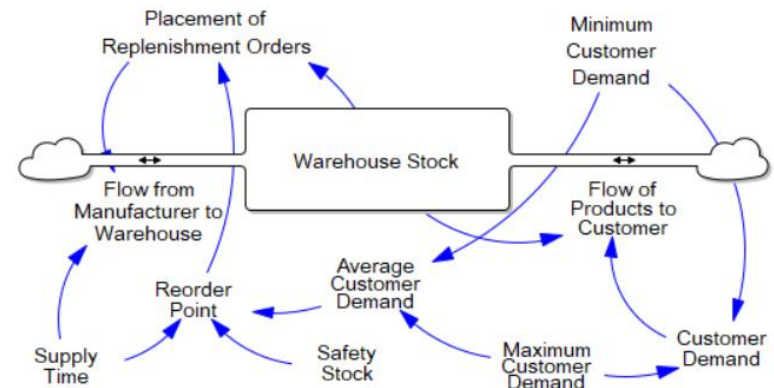 Placement of
Replenishment Orders
Minimum
Customer
Demand
Warehouse Stock
Flow from
Manufacturer to
Warehouse
Flow of
Products to
Customer
Reorder
Point
Average
Customer
Demand
Supply
Time
Safety
Stock
Maximum
Customer
Demand
Customer
Demand